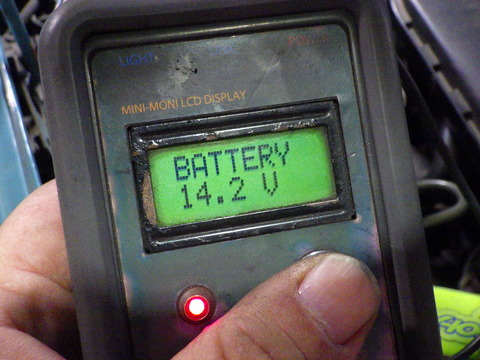 LIGHT
MINI-MONI LCD DISPLAY
BATTERY
14.2 V